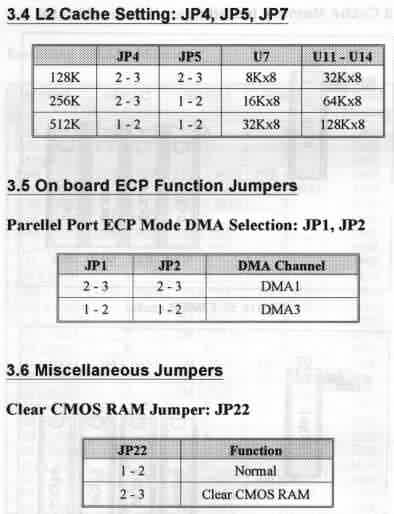 3.4 L2 Cache Setting: JP4, JP5, JP7
JP4 JP5 U7 U11 - U14
128K 2 - 3 2 - 3 8Kx8 32Kx8
256K 2 - 3 1 - 2 16Kx8 64Kx8
512K 1 - 2 1 - 2 32Kx8 128Kx8
3.5 On board ECP Function Jumpers
Parellel Port ECP Mode DMA Selection: JP1, JP2
JP1 JP2 DMA Channel
2 - 3 2 - 3 DMA1
1 - 2 1 - 2 DMA3
3.6 Miscellaneous Jumpers
Clear CMOS RAM Jumper: JP22
JP22 Function
1 - 2 Normal
2 - 3 Clear CMOS RAM